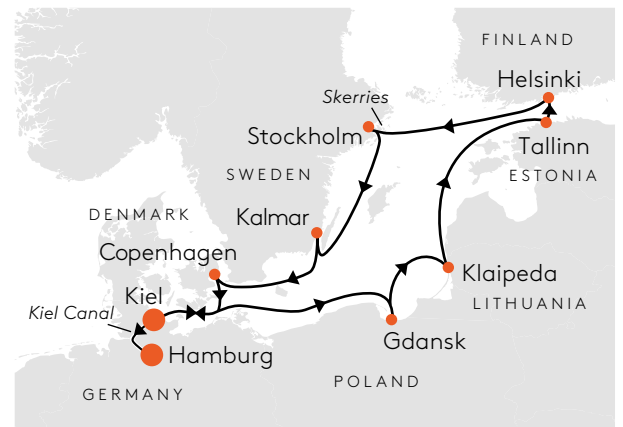 FINLAND
Helsinki
Skerries
Stockholm
Tallinn
ESTONIA
SWEDEN
DENMARK
Kalmar
Copenhagen
Klaipeda
Kiel
LITHUANIA
Kiel Canal
Gdansk
Hamburg
POLAND
GERMANY